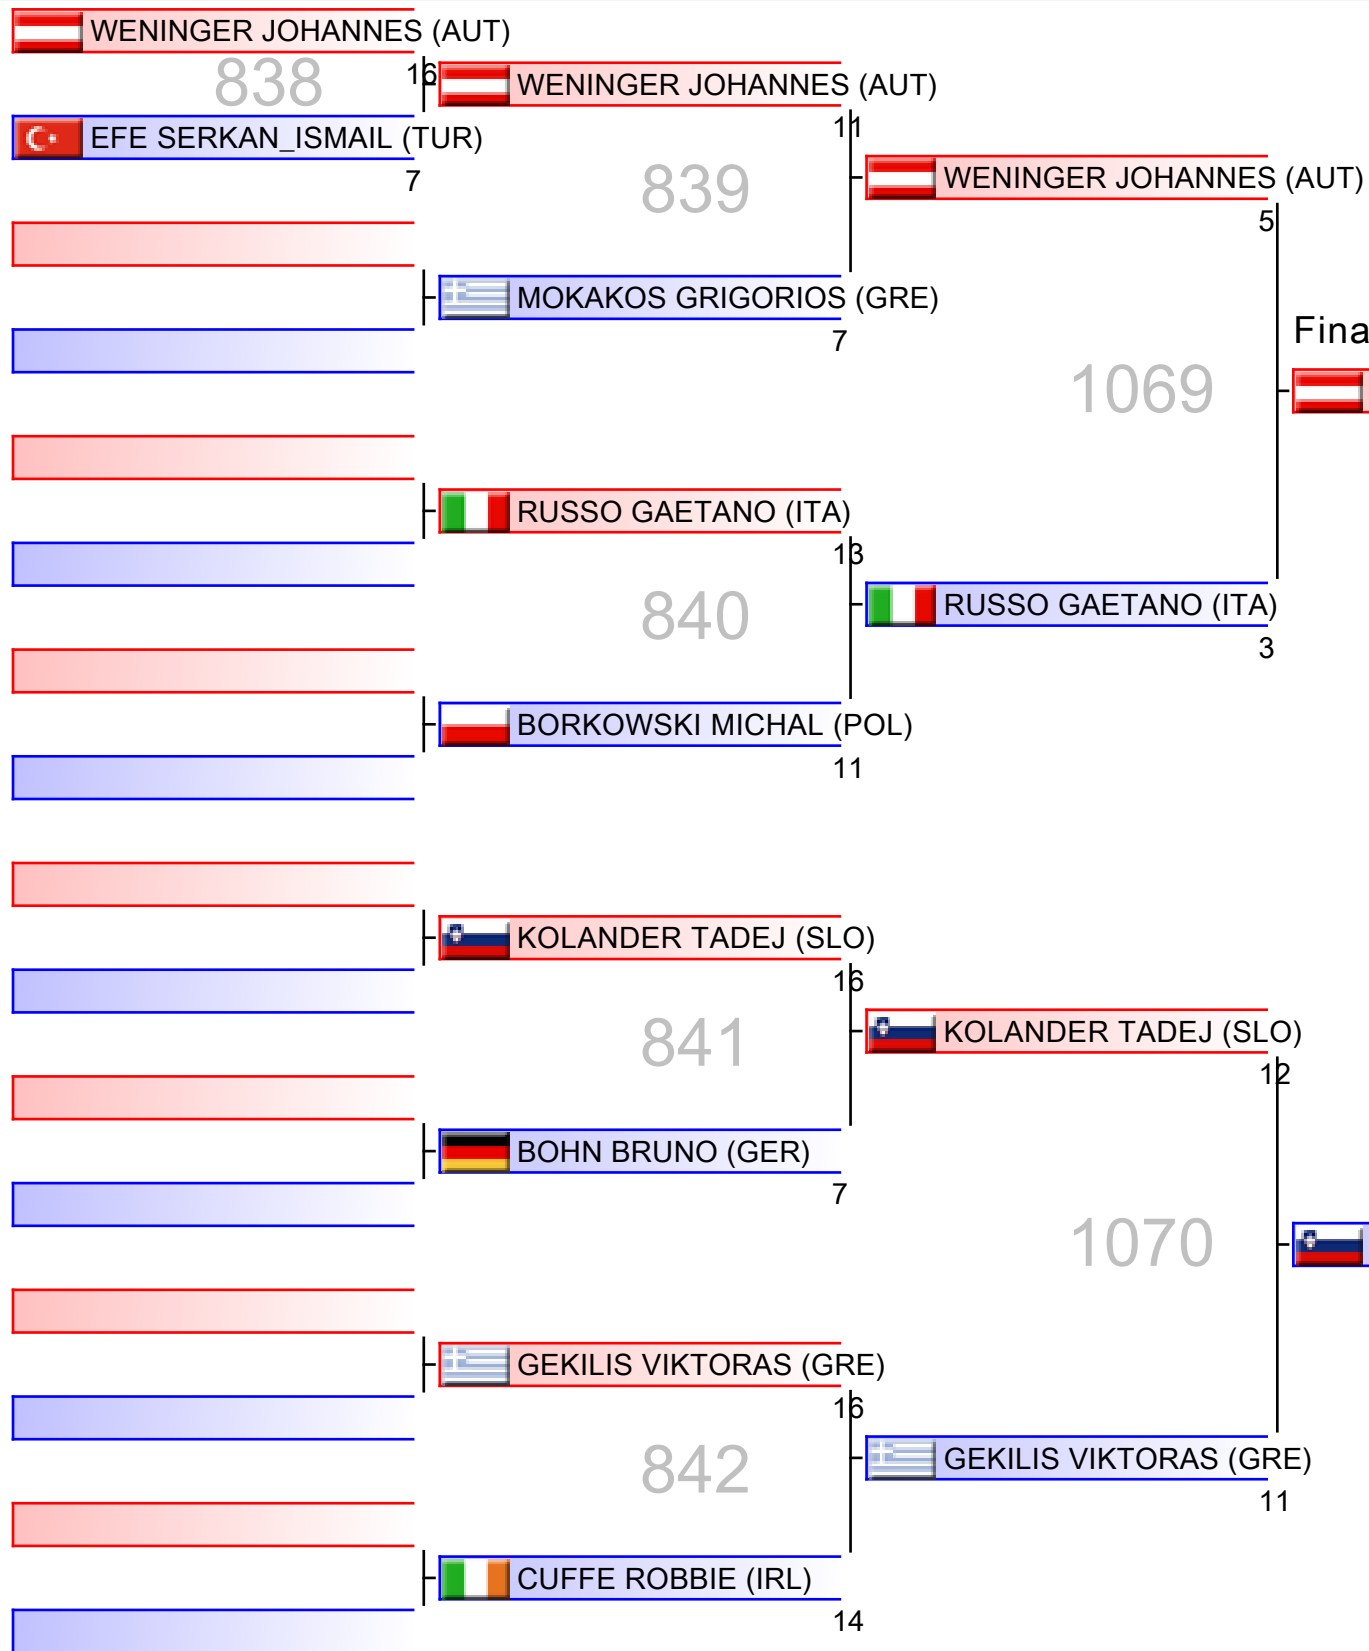 WENINGER JOHANNES (AUT)
16
838
EFE SERKAN_ISMAIL (TUR)
7
WENINGER JOHANNES (AUT)
11
839
MOKAKOS GRIGORIOS (GRE)
7
RUSSO GAETANO (ITA)
13
840
BORKOWSKI MICHAL (POL)
11
KOLANDER TADEJ (SLO)
16
841
BOHN BRUNO (GER)
7
GEKILIS VIKTORAS (GRE)
16
842
CUFFE ROBBIE (IRL)
14
WENINGER JOHANNES (AUT)
5
1069
RUSSO GAETANO (ITA)
3
KOLANDER TADEJ (SLO)
12
1070
GEKILIS VIKTORAS (GRE)
11
Fina